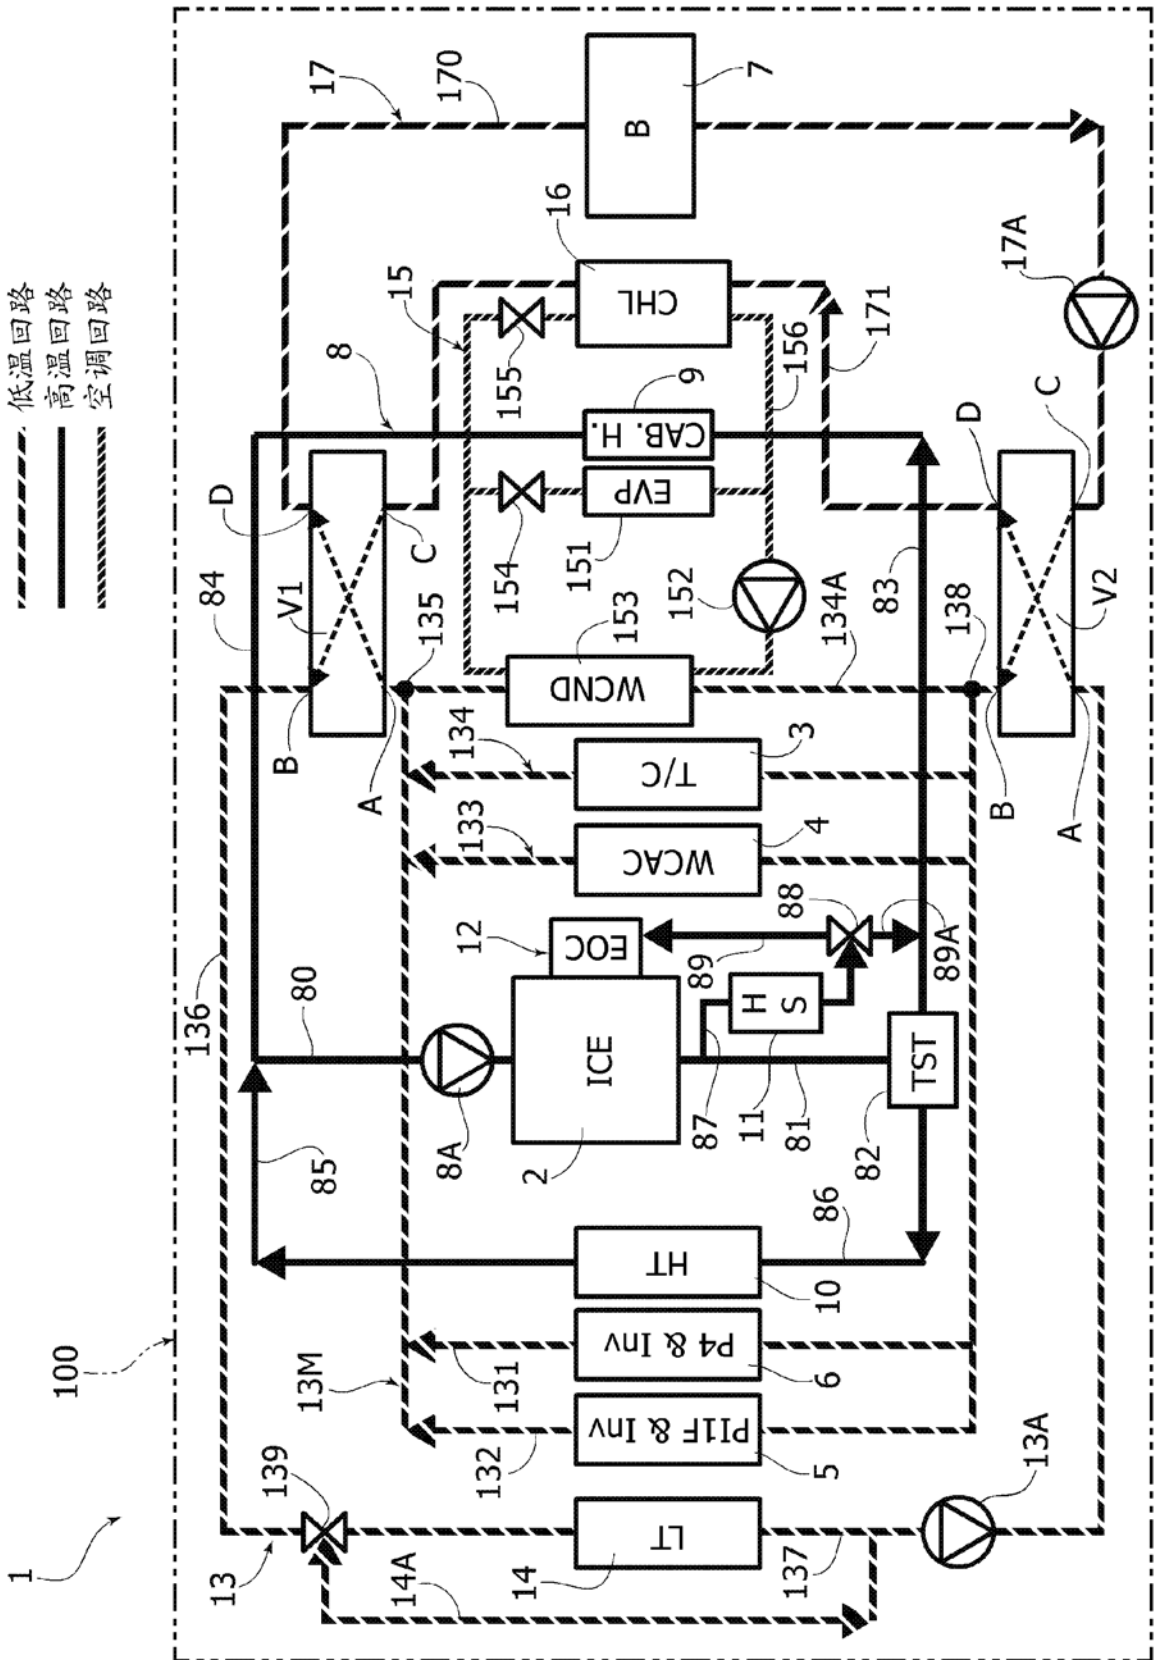 低温回路
高温回路
空调回路
1
100
136
84
8
15
17
170
7
B
16
CHL
155
9
CAB. H.
156
171
17A
D
C
V1
B
A
135
154
EVP
151
152
153
WCND
134A
83
138
D
C
V2
B
A
134
T/C
3
133
WCAC
4
88
12
EOC
89
89A
80
8A
ICE
2
H
S
11
87
81
TST
82
85
HT
10
86
13M
131
P4 & Inv
6
132
PI1F & Inv
5
139
13
14A
LT
14
137
13A